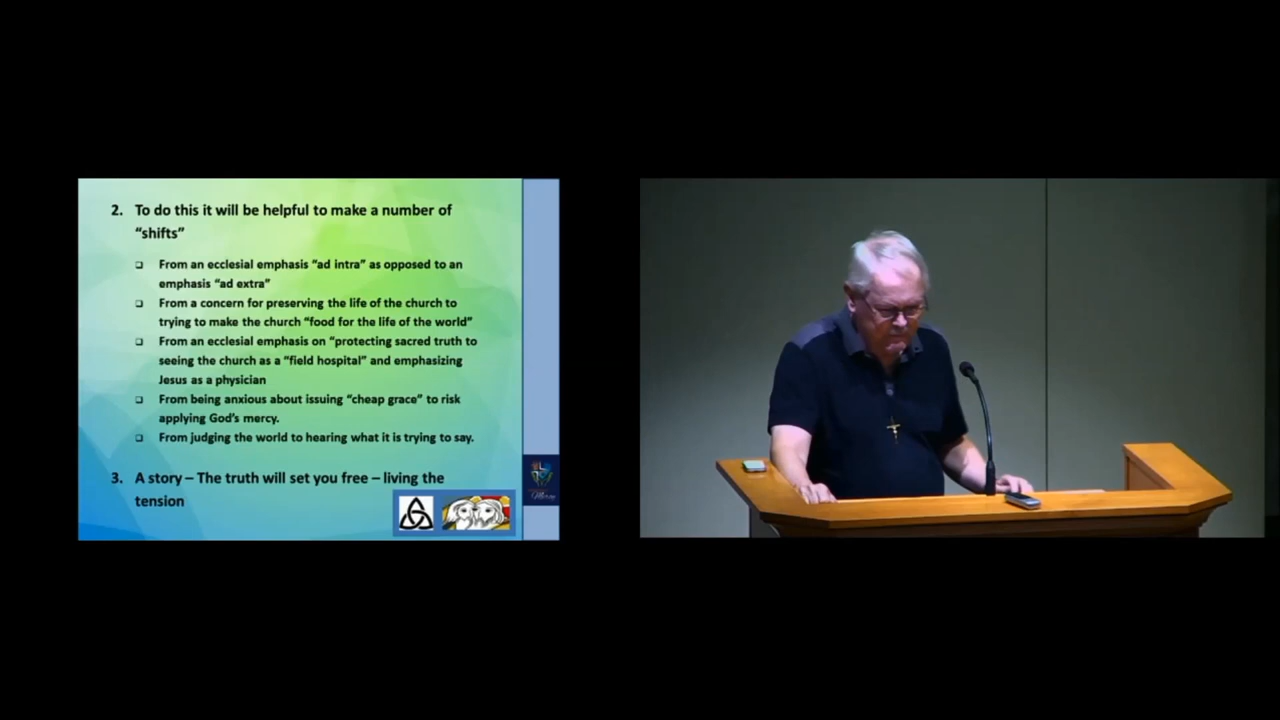 2. To do this it will be helpful to make a number of
“shifts”
❑ From an ecclesial emphasis “ad intra” as opposed to an
emphasis “ad extra”
❑ From a concern for preserving the life of the church to
trying to make the church “food for the life of the world”
❑ From an ecclesial emphasis on “protecting sacred truth to
seeing the church as a “field hospital” and emphasizing
Jesus as a physician
❑ From being anxious about issuing “cheap grace” to risk
applying God’s mercy.
❑ From judging the world to hearing what it is trying to say.
3. A story – The truth will set you free – living the
tension
Mercy